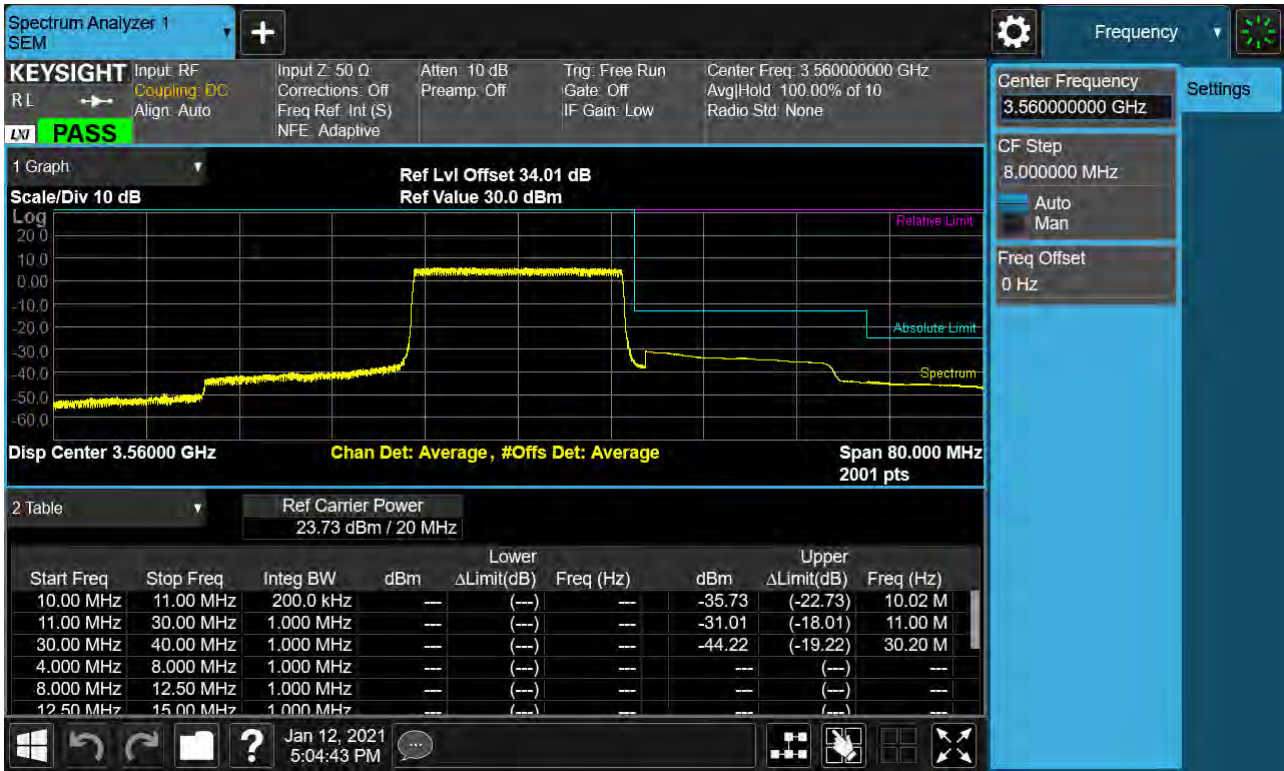 Spectrum Analyzer 1
SEM
Frequency
KEYSIGHT
RL
LXI PASS
Input: RF
Coupling: DC
Align: Auto
Input Z: 50 Ω
Corrections: Off
Freq Ref: Int (S)
NFE: Adaptive
Atten: 10 dB
Preamp: Off
Trig: Free Run
Gate: Off
IF Gain: Low
Center Freq: 3.560000000 GHz
Avg|Hold: 100.00% of 10
Radio Std: None
Center Frequency
3.560000000 GHz
Settings
CF Step
8.000000 MHz
Auto
Man
Freq Offset
0 Hz
1 Graph
Scale/Div 10 dB
Ref Lvl Offset 34.01 dB
Ref Value 30.0 dBm
Log
20.0
10.0
0.00
-10.0
-20.0
-30.0
-40.0
-50.0
-60.0
Relative Limit
Absolute Limit
Spectrum
Disp Center 3.56000 GHz
Chan Det: Average, #Offs Det: Average
Span 80.000 MHz
2001 pts
2 Table
Ref Carrier Power
23.73 dBm / 20 MHz
Lower Upper
Start Freq Stop Freq Integ BW dBm ΔLimit(dB) Freq (Hz) dBm ΔLimit(dB) Freq (Hz)
10.00 MHz 11.00 MHz 200.0 kHz --- (---) --- -35.73 (-22.73) 10.02 M
11.00 MHz 30.00 MHz 1.000 MHz --- (---) --- -31.01 (-18.01) 11.00 M
30.00 MHz 40.00 MHz 1.000 MHz --- (---) --- -44.22 (-19.22) 30.20 M
4.000 MHz 8.000 MHz 1.000 MHz --- (---) --- --- (---) ---
8.000 MHz 12.50 MHz 1.000 MHz --- (---) --- --- (---) ---
12.50 MHz 15.00 MHz 1.000 MHz --- (---) --- --- (---) ---
Jan 12, 2021
5:04:43 PM